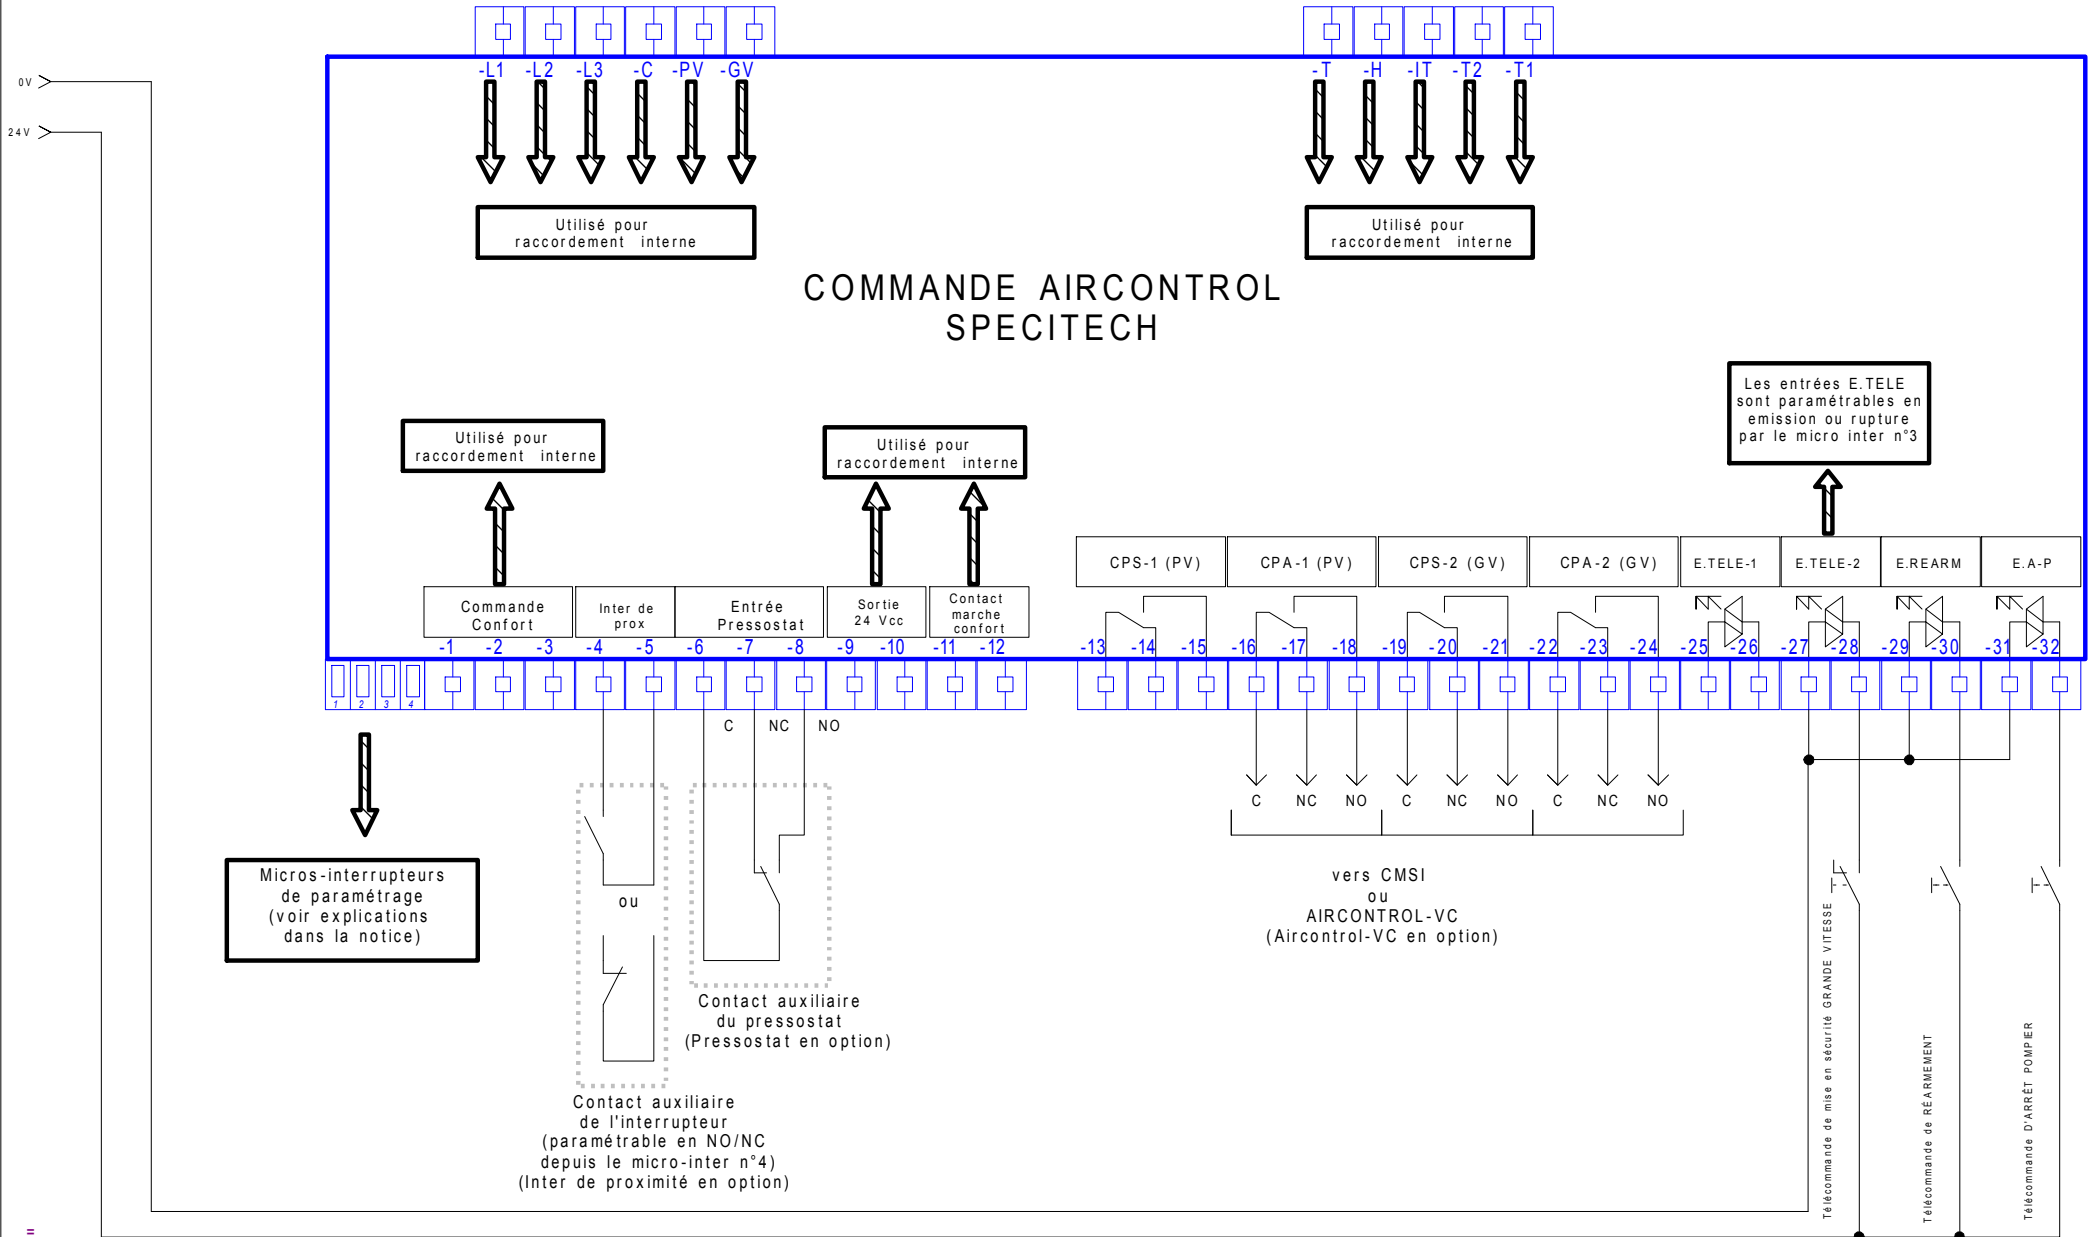 -L1 -L2 -L3 -C -PV -GV
-T -H -IT -T2 -T1
0V
24V
Utilisé pour
raccordement interne
Utilisé pour
raccordement interne
COMMANDE AIRCONTROL
SPECITECH
Les entrées E.TELE
sont paramétrables en
emission ou rupture
par le micro inter n°3
Utilisé pour
raccordement interne
Utilisé pour
raccordement interne
CPS-1 (PV) CPA-1 (PV) CPS-2 (GV) CPA-2 (GV) E.TELE-1 E.TELE-2 E.REARM E.A-P
Commande
Confort
Inter de
prox
Entrée
Pressostat
Sortie
24 Vcc
Contact
marche
confort
-1 -2 -3 -4 -5 -6 -7 -8 -9 -10 -11 -12
-13 -14 -15 -16 -17 -18 -19 -20 -21 -22 -23 -24 -25 -26 -27 -28 -29 -30 -31 -32
1 2 3 4
C NC NO
C NC NO C NC NO C NC NO
Micros-interrupteurs
de paramétrage
(voir explications
dans la notice)
ou
vers CMSI
ou
AIRCONTROL-VC
(Aircontrol-VC en option)
Contact auxiliaire
du pressostat
(Pressostat en option)
Contact auxiliaire
de l'interrupteur
(paramétrable en NO/NC
depuis le micro-inter n°4)
(Inter de proximité en option)
Télécommande de mise en sécurité GRANDE VITESSE
Télécommande de RÉARMEMENT
Télécommande D'ARRÊT POMPIER
=